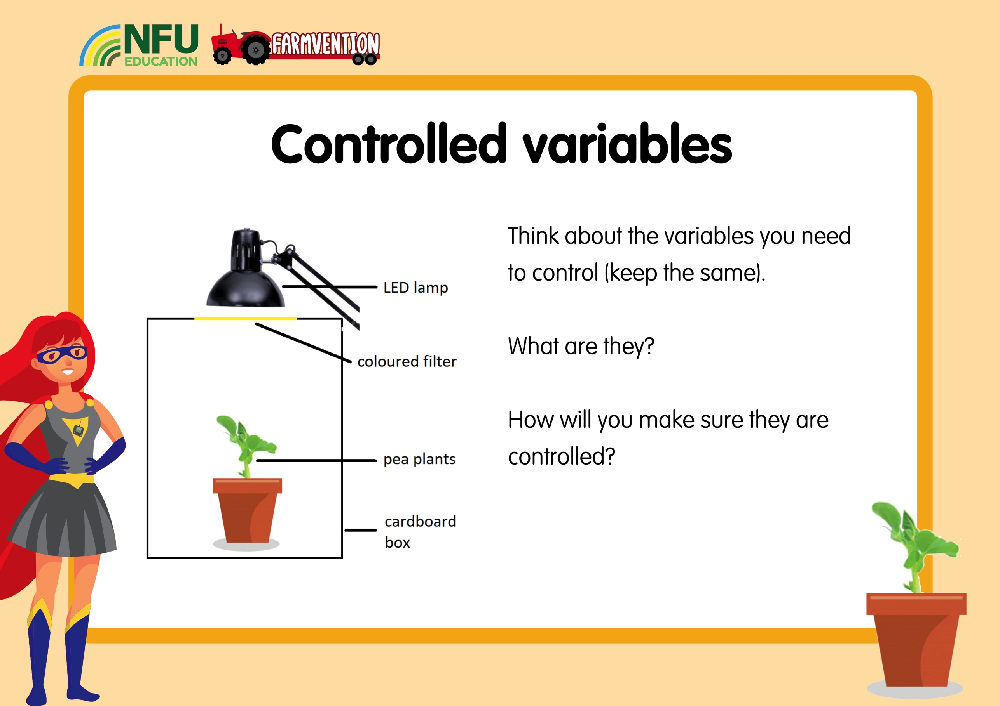 NFU
EDUCATION
FARMVENTION
Controlled variables
LED lamp
coloured filter
pea plants
cardboard
box
Think about the variables you need
to control (keep the same).
What are they?
How will you make sure they are
controlled?